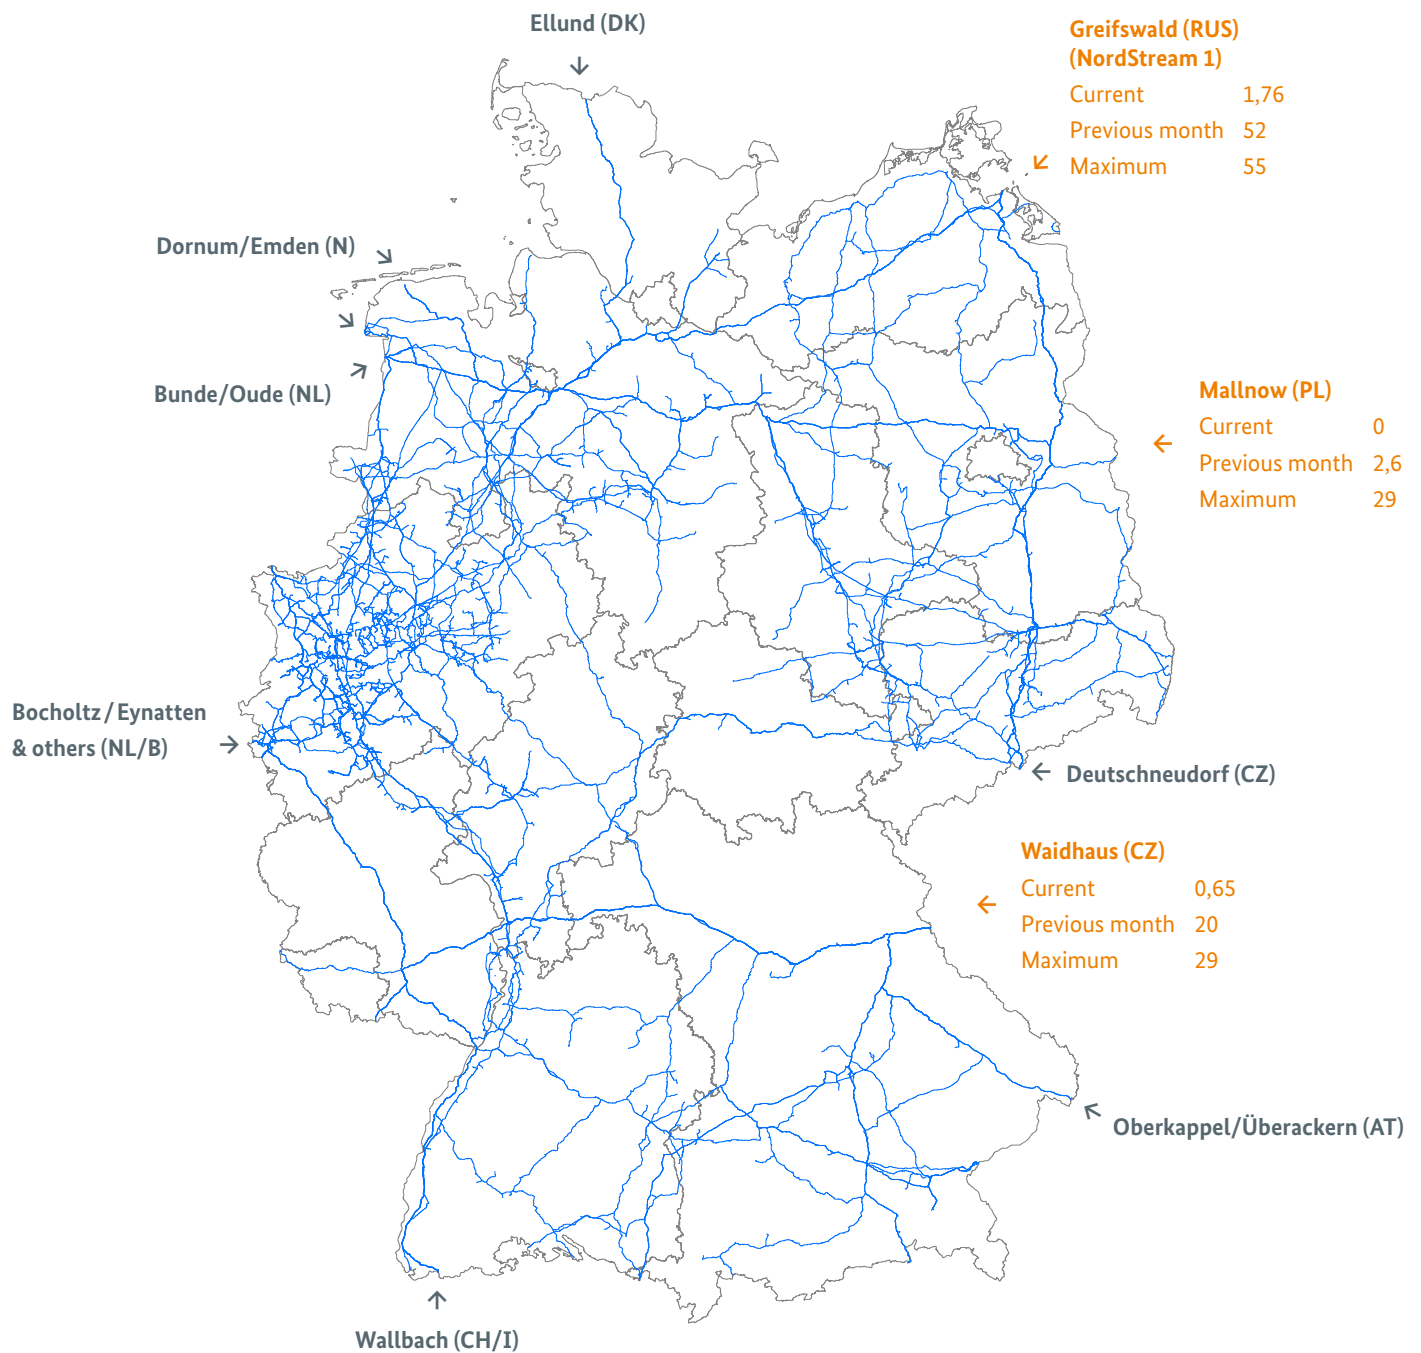 Ellund (DK)
Greifswald (RUS)
(NordStream 1)
Current 1,76
Previous month 52
Maximum 55
Dornum/Emden (N)
Bunde/Oude (NL)
Mallnow (PL)
Current 0
Previous month 2,6
Maximum 29
Bocholtz / Eynatten
& others (NL/B)
Deutschneudorf (CZ)
Waidhaus (CZ)
Current 0,65
Previous month 20
Maximum 29
Oberkappel/Überackern (AT)
Wallbach (CH/I)